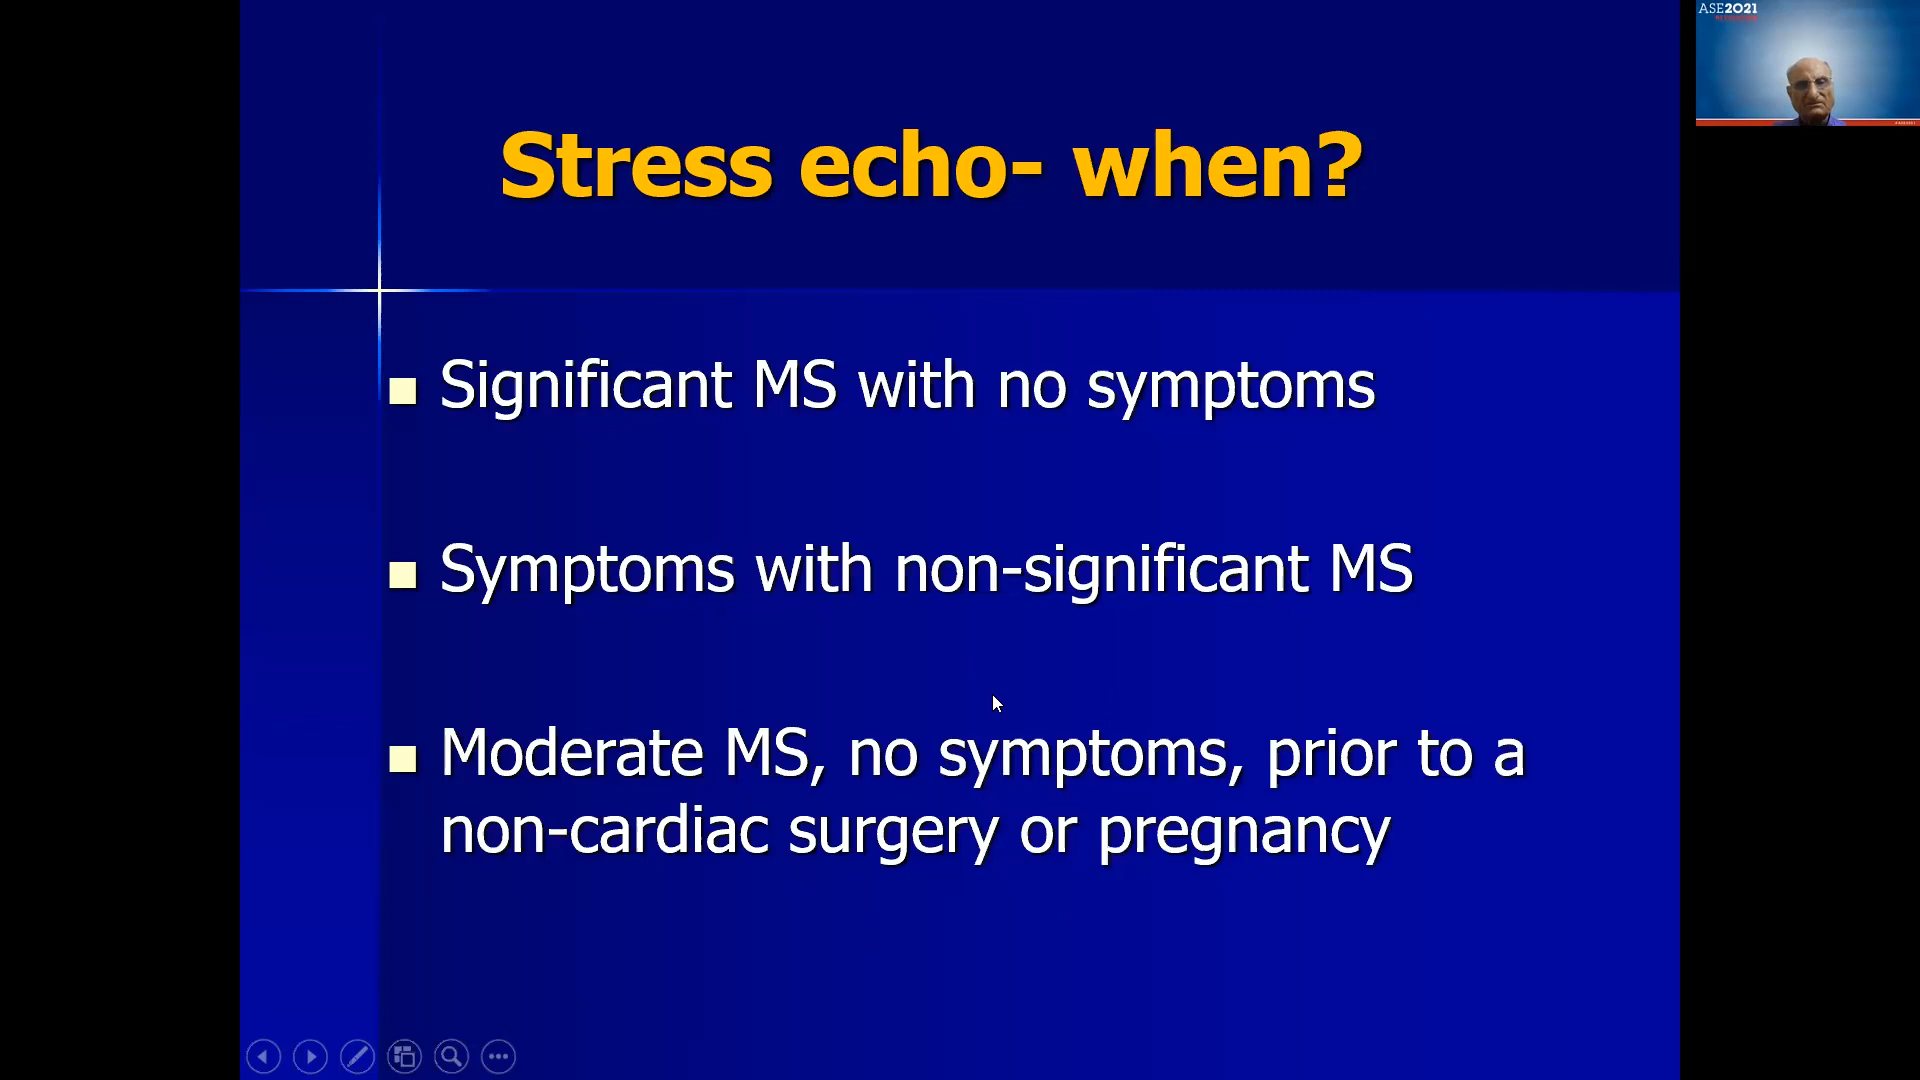 ASE2021
Stress echo- when?
Significant MS with no symptoms
Symptoms with non-significant MS
Moderate MS, no symptoms, prior to a
non-cardiac surgery or pregnancy